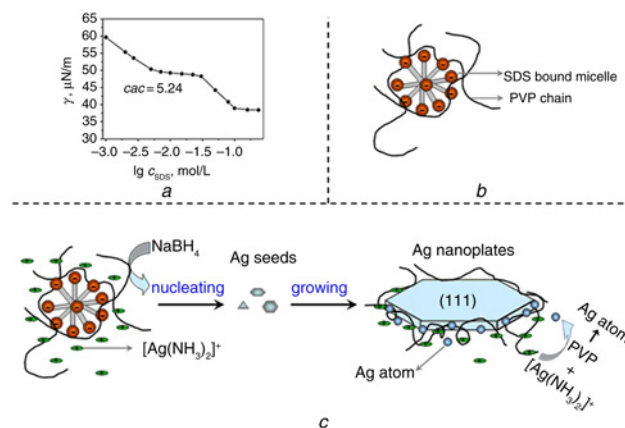 65
60
55
50
45
40
35
30
γ, μN/m
cac = 5.24
−3.0 −2.5 −2.0 −1.5 −1.0 −0.5
lg c_SDS, mol/L
a
SDS bound micelle
PVP chain
b
NaBH₄
nucleating
[Ag(NH₃)₂]⁺
Ag seeds
growing
Ag nanoplates
(111)
Ag atom
Ag atom
PVP
+
[Ag(NH₃)₂]⁺
c